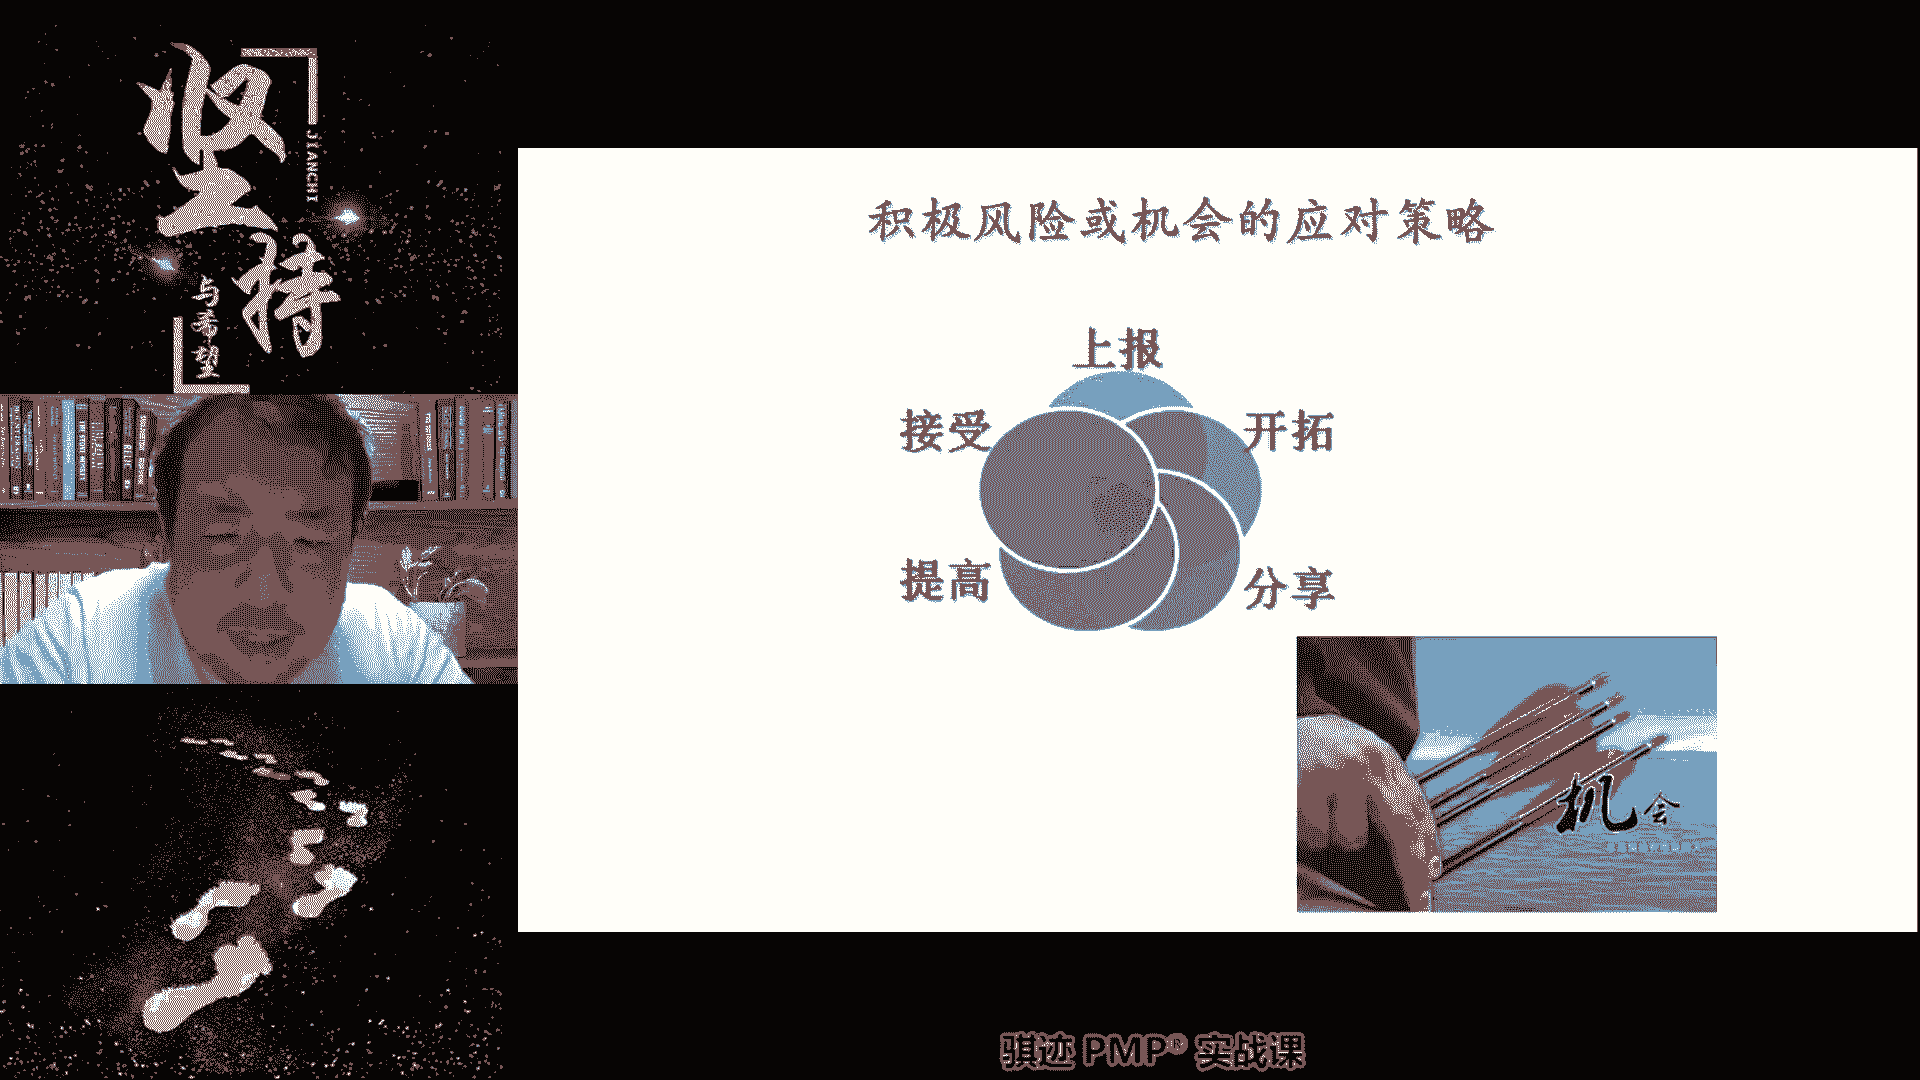 坚持
JIANCHI
与希望
积极风险或机会的应对策略
上报
接受
开拓
提高
分享
机会
骐迹 PMP® 实战课